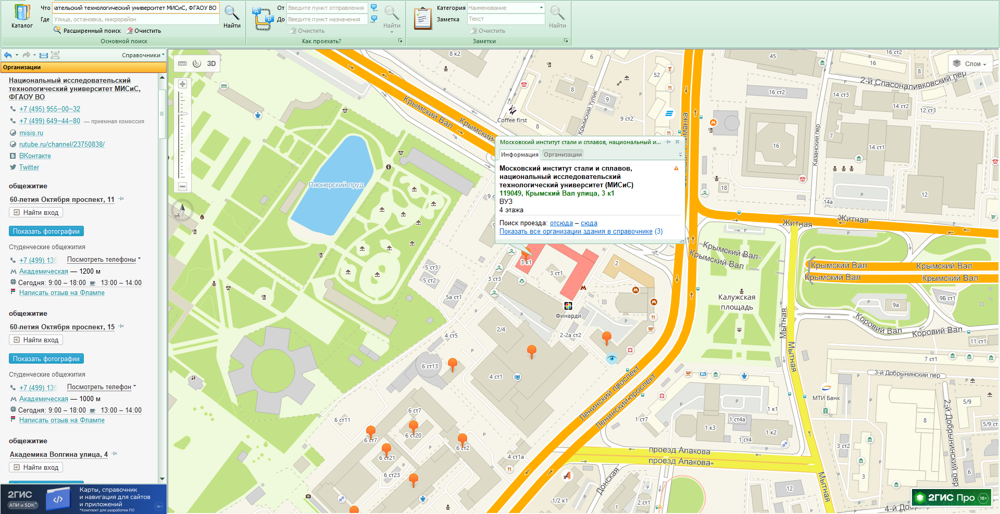 Каталог
Что
ательский технологический университет МИСиС, ФГАОУ ВО
Где
Улица, остановка, микрорайон
Расширенный поиск
Очистить
Найти
Основной поиск
От
Введите пункт отправления
До
Введите пункт назначения
Очистить
Найти
Как проехать?
Категория
Наименование
Заметка
Текст
Очистить
Найти
Заметки
Справочники
Организации
Национальный исследовательский
технологический университет МИСиС,
ФГАОУ ВО
+7 (495) 955–00–32
+7 (499) 649–44–80 — приемная комиссия
misis.ru
rutube.ru/channel/23750838/
ВКонтакте
Twitter
общежитие
60-летия Октября проспект, 11
Найти вход
Показать фотографии
Студенческие общежития
+7 (499) 135
Посмотреть телефоны
Академическая — 1200 м
Сегодня: 9:00 – 18:00 13:00 – 14:00
Написать отзыв на Флампе
общежитие
60-летия Октября проспект, 15
Найти вход
Показать фотографии
Студенческие общежития
+7 (499) 135
Посмотреть телефон
Академическая — 1000 м
Сегодня: 9:00 – 18:00 13:00 – 14:00
Написать отзыв на Флампе
общежитие
Академика Волгина улица, 4
Найти вход
2ГИС
АПИ и SDK*
Карты, справочник
и навигация для сайтов
и приложений
*Комплект для разработки ПО
18+
3D
Слои
Московский институт стали и сплавов, национальный и...
Информация
Организации
Московский институт стали и сплавов,
национальный исследовательский
технологический университет (МИСиС)
119049, Крымский Вал улица, 3 к1
ВУЗ
4 этажа
Поиск проезда: отсюда – сюда
Показать все организации здания в справочнике (3)
8 к2
6
52
45
16 ст2
16
8
2-й Спасоналивковский пер
Крымский Вал
Крымский
Coffee first
8
8
9
9 ст2
Крымский тупик
16 ст2
14 ст3
14 ст2
12 ст3
7
14 ст1
16
Казанский пер
18
14а
12
Пионерский пруд
Житная
Житная
Крымский Вал
Крымский Вал
Крымский Вал
Крымский Вал
Крымский Вал
Крымский Вал
3 к1
3 ст1
2
5 ст3
5 ст2
3 ст3
5а ст1
Калужская
площадь
9а
9Б ст1
Финарди
2/4
2-2а ст2
4 ст5
Мытная
Мытная
Коровий Вал
Коровий Вал
11 ст1
7 ст1
3-й Добрынинский пер
6 ст13
4 ст1
Ленинский проспект
Ленинский проспект
МТИ Банк
5/9
2-й Добрынинский пер
6 ст11
6 ст7
6 ст7
6 ст20
6 ст2
6 ст21
6 ст23
4 ст1а
1 ст7
1 к1
1 ст4а
1 к3
1 к2
1 ст4
8
5/9 ст
3 ст2
проезд Апакова
проезд Апакова
Мытная
Донская
1/2 к1
1
2 ст1
12
3
6
4-й Доб
2ГИС Про
18+